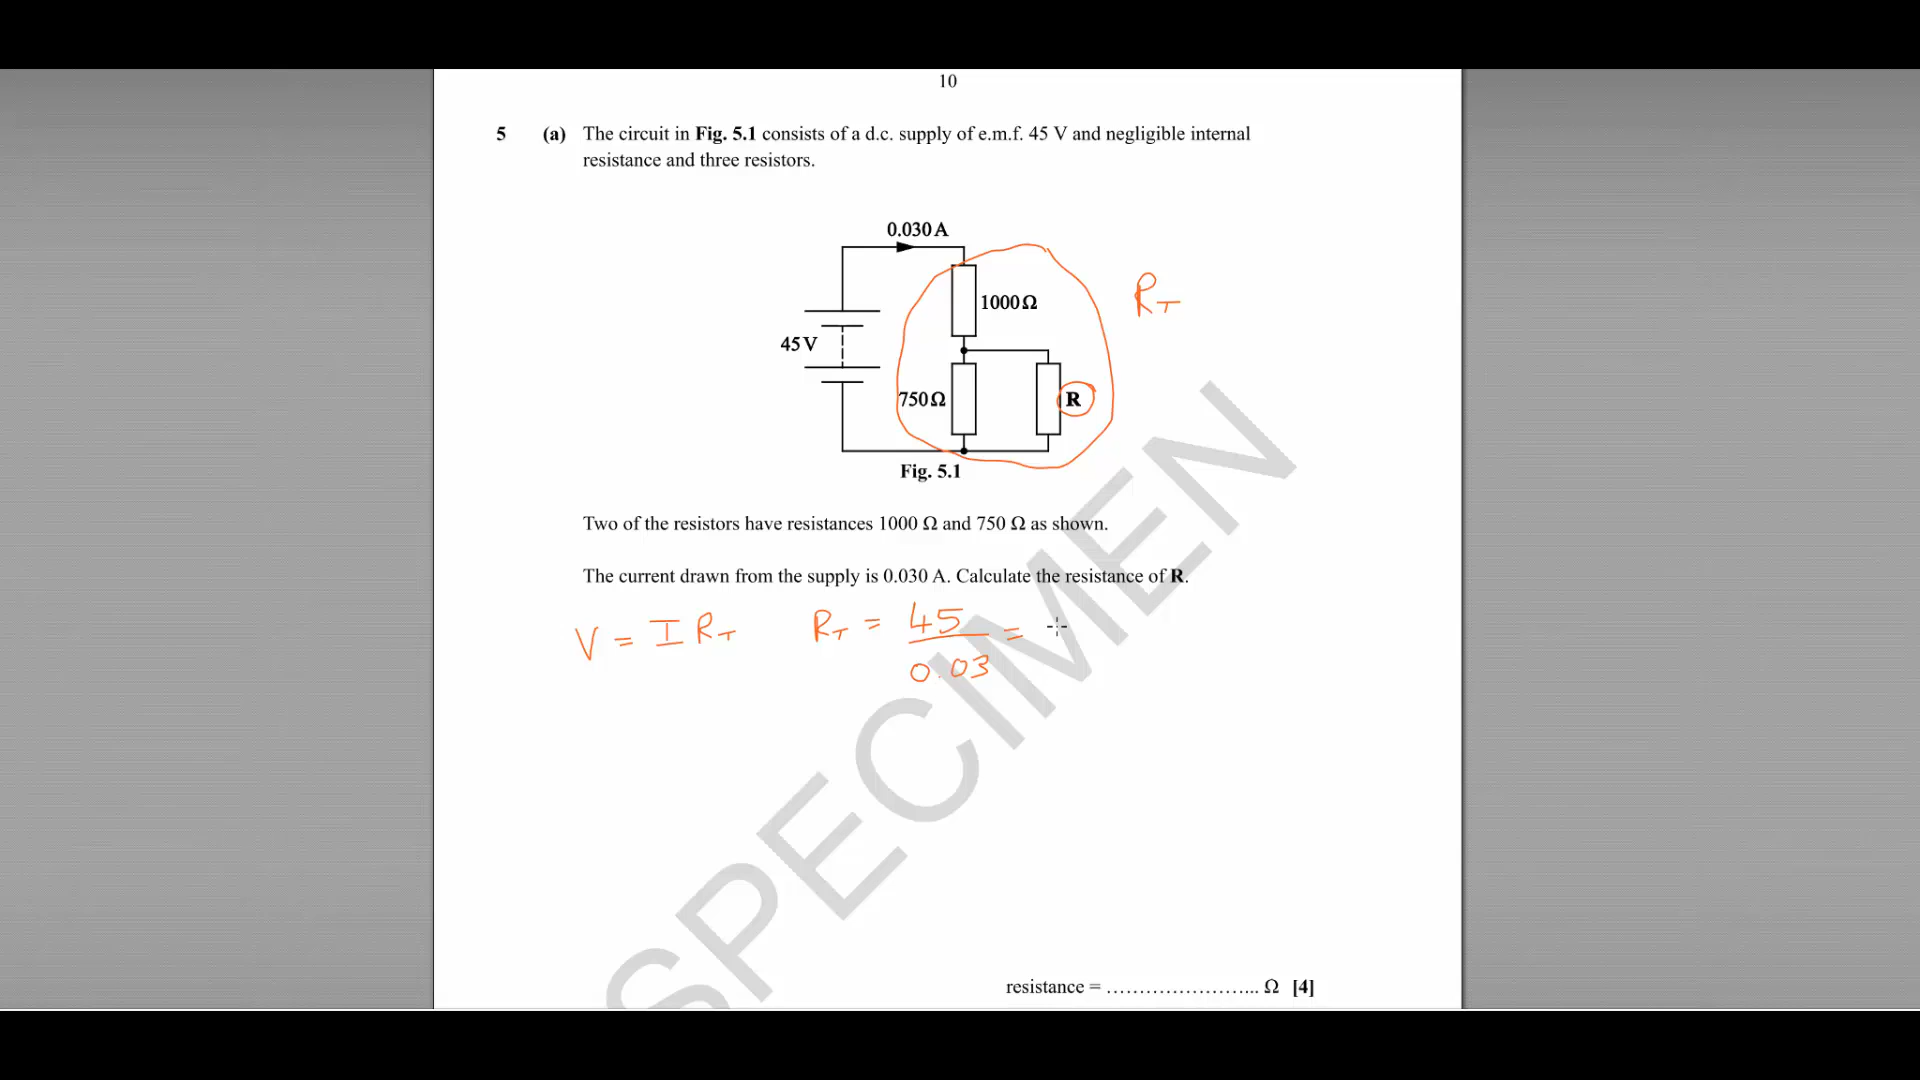 10
5 (a) The circuit in Fig. 5.1 consists of a d.c. supply of e.m.f. 45 V and negligible internal
resistance and three resistors.
0.030 A
1000 Ω
R_T
45 V
750 Ω
R
Fig. 5.1
Two of the resistors have resistances 1000 Ω and 750 Ω as shown.
The current drawn from the supply is 0.030 A. Calculate the resistance of R.
V = I R_T R_T = 45 / 0.03 =
SPECIMEN
resistance = ........................ Ω [4]